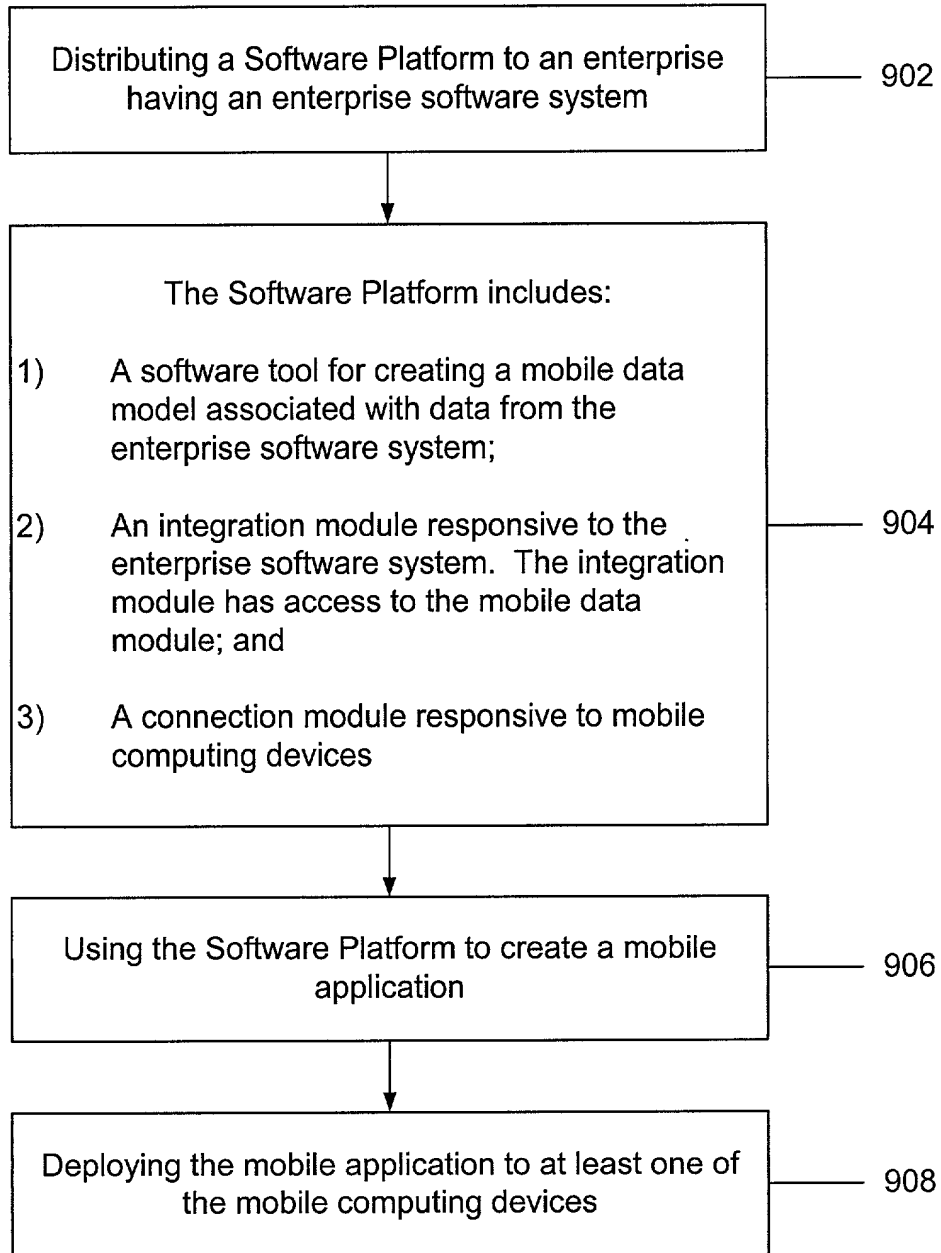 Distributing a Software Platform to an enterprise
having an enterprise software system
902
The Software Platform includes:
1) A software tool for creating a mobile data
model associated with data from the
enterprise software system;
2) An integration module responsive to the
enterprise software system. The integration
module has access to the mobile data
module; and
3) A connection module responsive to mobile
computing devices
904
Using the Software Platform to create a mobile
application
906
Deploying the mobile application to at least one of
the mobile computing devices
908